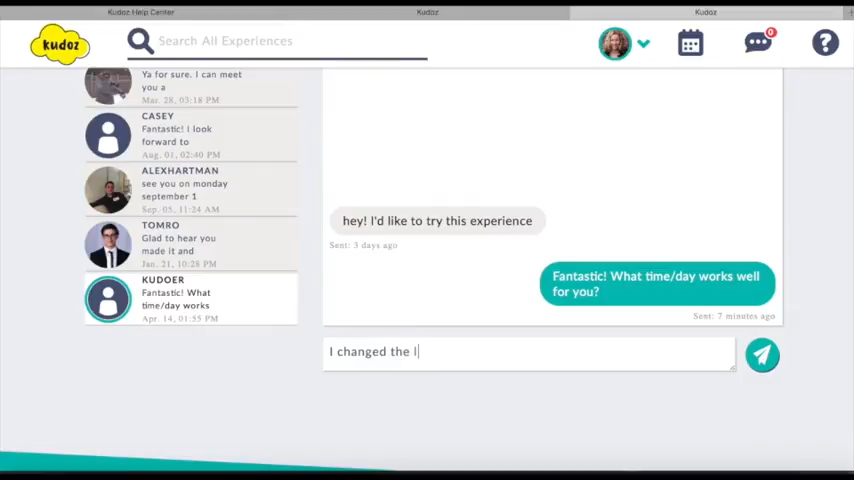 Kudoz Help Center
Kudoz
Kudoz
kudoz
Search All Experiences
0
?
Ya for sure. I can meet
you a
Mar. 28, 03:18 PM
CASEY
Fantastic! I look
forward to
Aug. 01, 02:40 PM
ALEXHARTMAN
see you on monday
september 1
Sep. 05, 11:24 AM
TOMRO
Glad to hear you
made it and
Jan. 21, 10:28 PM
KUDOER
Fantastic! What
time/day works
Apr. 14, 01:55 PM
hey! I'd like to try this experience
Sent: 3 days ago
Fantastic! What time/day works well
for you?
Sent: 7 minutes ago
I changed the l